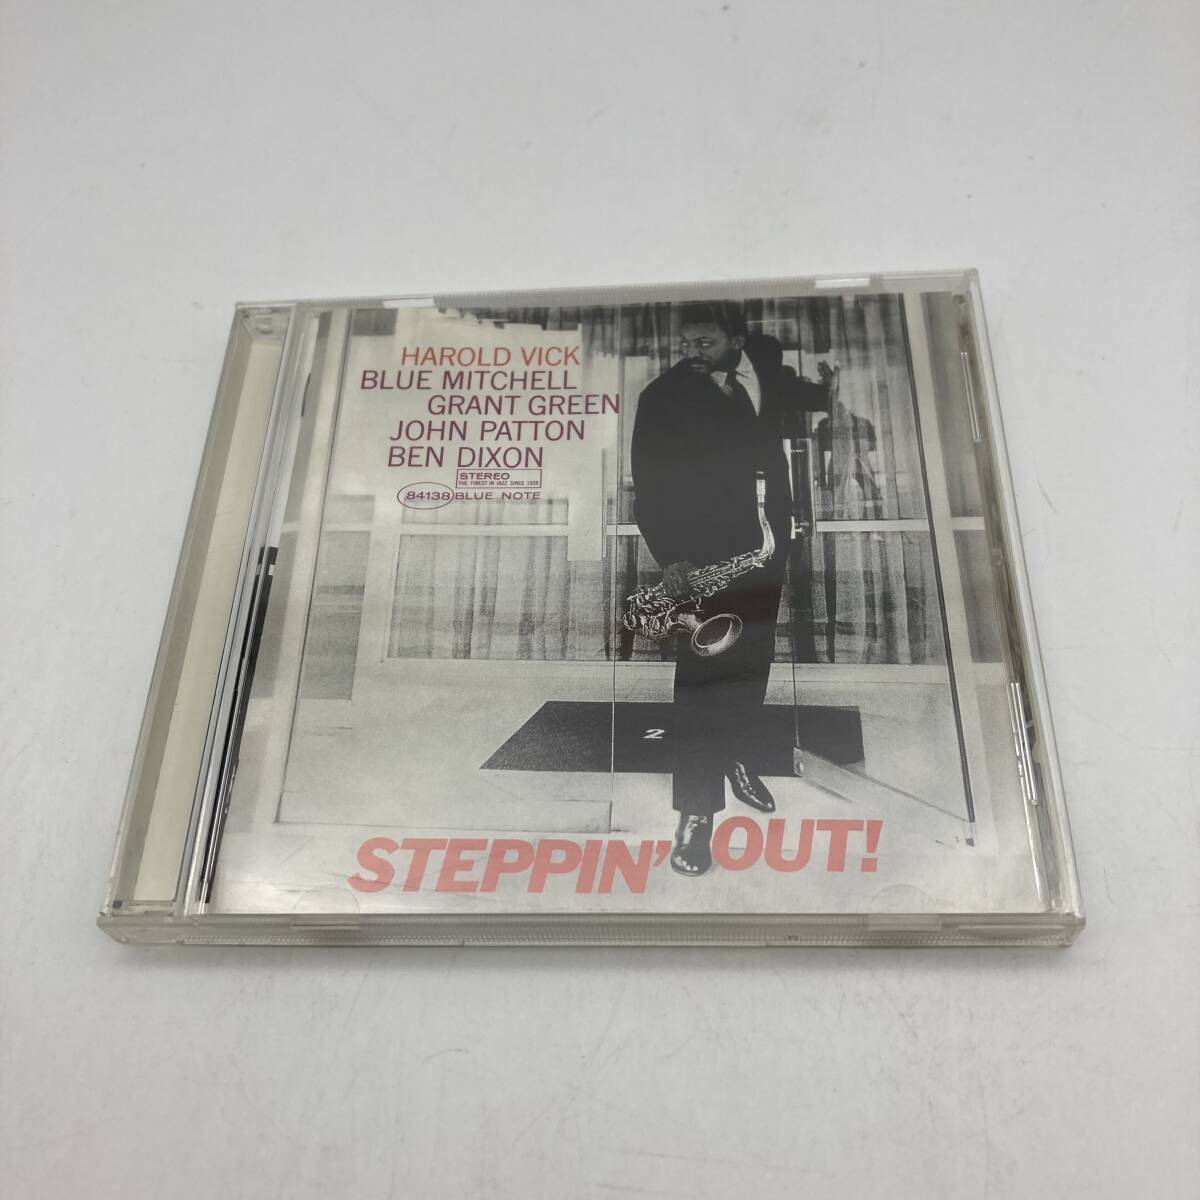 HAROLD VICK
BLUE MITCHELL
GRANT GREEN
JOHN PATTON
BEN DIXON
STEREO
THE FINEST IN JAZZ SINCE 1939
84138 BLUE NOTE
2
STEPPIN' OUT!